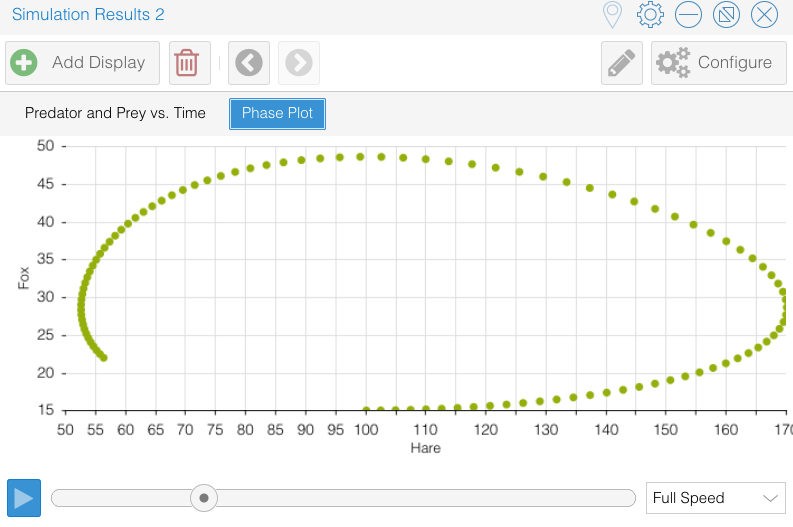 Simulation Results 2
Add Display
Configure
Predator and Prey vs. Time
Phase Plot
50
45
40
35
30
25
20
15
Fox
50 55 60 65 70 75 80 85 90 95 100 110 120 130 140 150 160 170
Hare
Full Speed